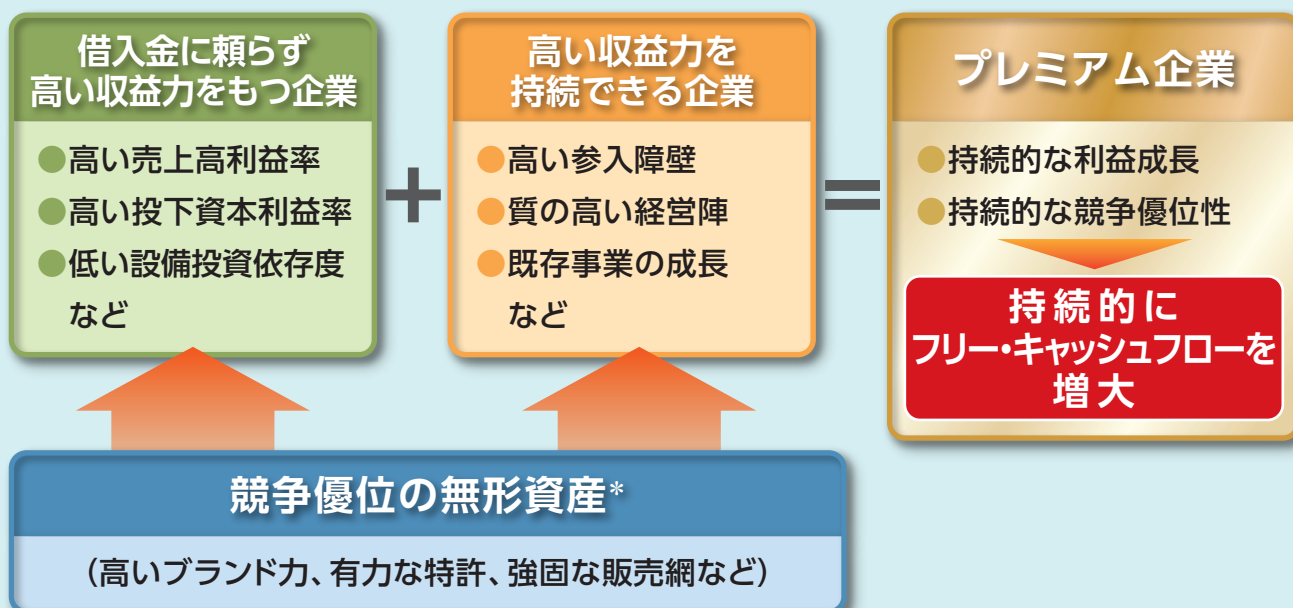 借入金に頼らず
高い収益力をもつ企業
●高い売上高利益率
●高い投下資本利益率
●低い設備投資依存度
など
+
高い収益力を
持続できる企業
●高い参入障壁
●質の高い経営陣
●既存事業の成長
など
=
プレミアム企業
●持続的な利益成長
●持続的な競争優位性
持続的に
フリー・キャッシュフローを
増大
競争優位の無形資産*
(高いブランド力、有力な特許、強固な販売網など)